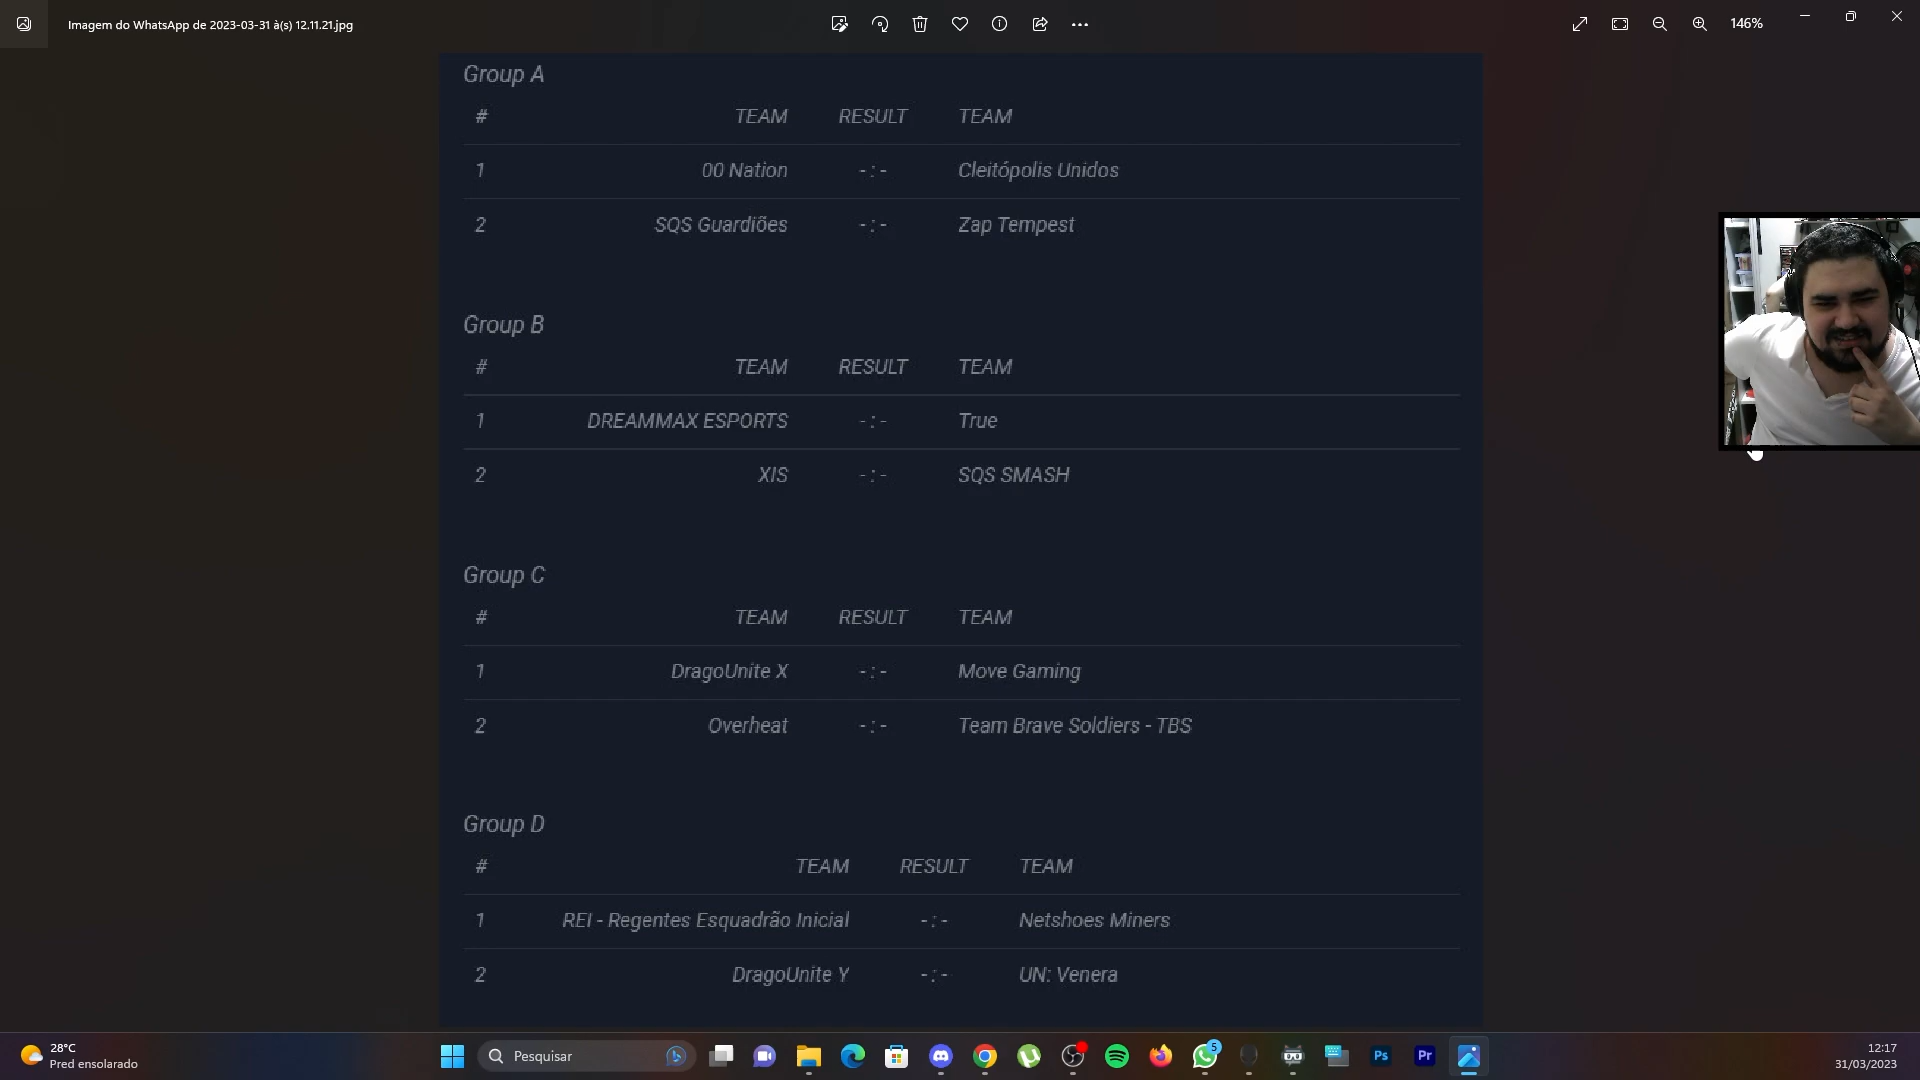 Imagem do WhatsApp de 2023-03-31 à(s) 12.11.21.jpg
146%
Group A
# TEAM RESULT TEAM
1 00 Nation - : - Cleitópolis Unidos
2 SQS Guardiões - : - Zap Tempest
Group B
# TEAM RESULT TEAM
1 DREAMMAX ESPORTS - : - True
2 XIS - : - SQS SMASH
Group C
# TEAM RESULT TEAM
1 DragoUnite X - : - Move Gaming
2 Overheat - : - Team Brave Soldiers - TBS
Group D
# TEAM RESULT TEAM
1 REI - Regentes Esquadrão Inicial - : - Netshoes Miners
2 DragoUnite Y - : - UN: Venera
28°C
Pred ensolarado
Pesquisar
5
Ps
Pr
12:17
31/03/2023